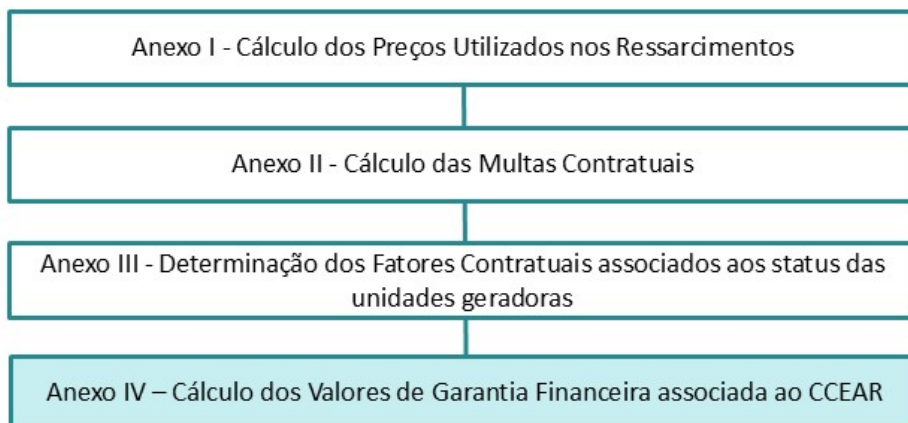 Anexo I - Cálculo dos Preços Utilizados nos Ressarcimentos
Anexo II - Cálculo das Multas Contratuais
Anexo III - Determinação dos Fatores Contratuais associados aos status das
unidades geradoras
Anexo IV – Cálculo dos Valores de Garantia Financeira associada ao CCEAR